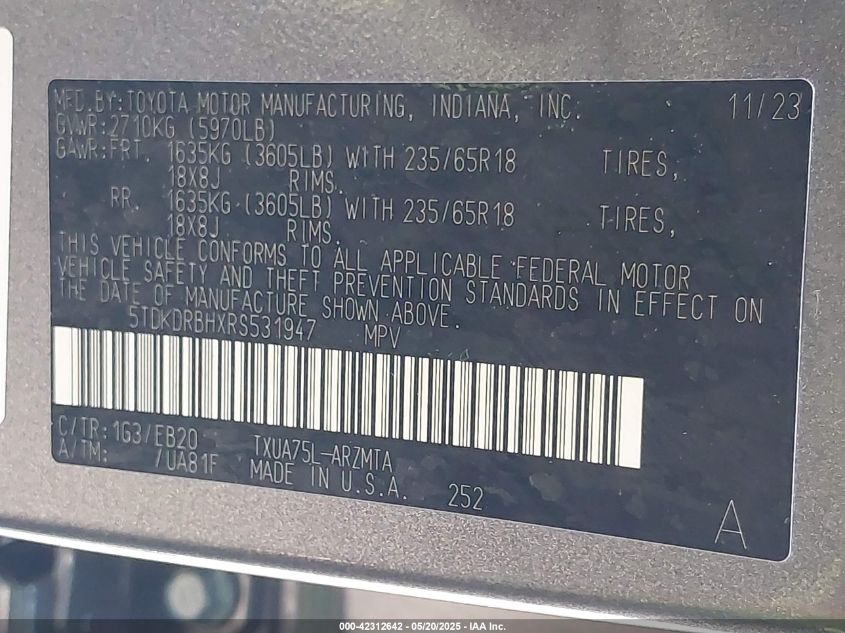 MFD.BY:TOYOTA MOTOR MANUFACTURING, INDIANA, INC. 11/23
GVWR:2710KG (5970LB)
GAWR:FRT. 1635KG (3605LB) WITH 235/65R18 TIRES,
18X8J RIMS.
RR. 1635KG (3605LB) WITH 235/65R18 TIRES,
18X8J RIMS.
THIS VEHICLE CONFORMS TO ALL APPLICABLE FEDERAL MOTOR
VEHICLE SAFETY AND THEFT PREVENTION STANDARDS IN EFFECT ON
THE DATE OF MANUFACTURE SHOWN ABOVE.
5TDKDRBHXRS531947 MPV
C/TR:1G3/EB20 TXUA75L-ARZMTA
A/TM: /UA81F MADE IN U.S.A. 252
A
000-42312642 - 05/20/2025 - IAA Inc.